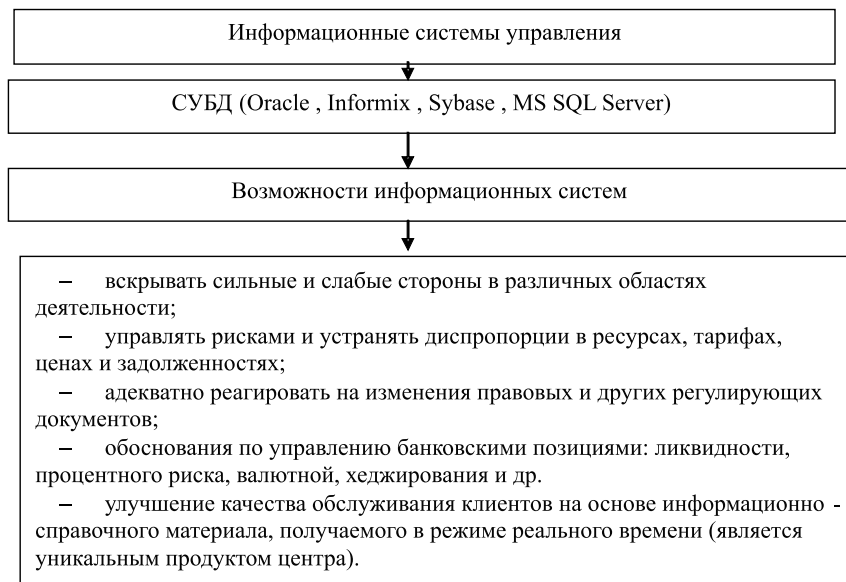 Информационные системы управления
СУБД (Oracle , Informix , Sybase , MS SQL Server)
Возможности информационных систем
– вскрывать сильные и слабые стороны в различных областях
деятельности;
– управлять рисками и устранять диспропорции в ресурсах, тарифах,
ценах и задолженностях;
– адекватно реагировать на изменения правовых и других регулирующих
документов;
– обоснования по управлению банковскими позициями: ликвидности,
процентного риска, валютной, хеджирования и др.
– улучшение качества обслуживания клиентов на основе информационно -
справочного материала, получаемого в режиме реального времени (является
уникальным продуктом центра).